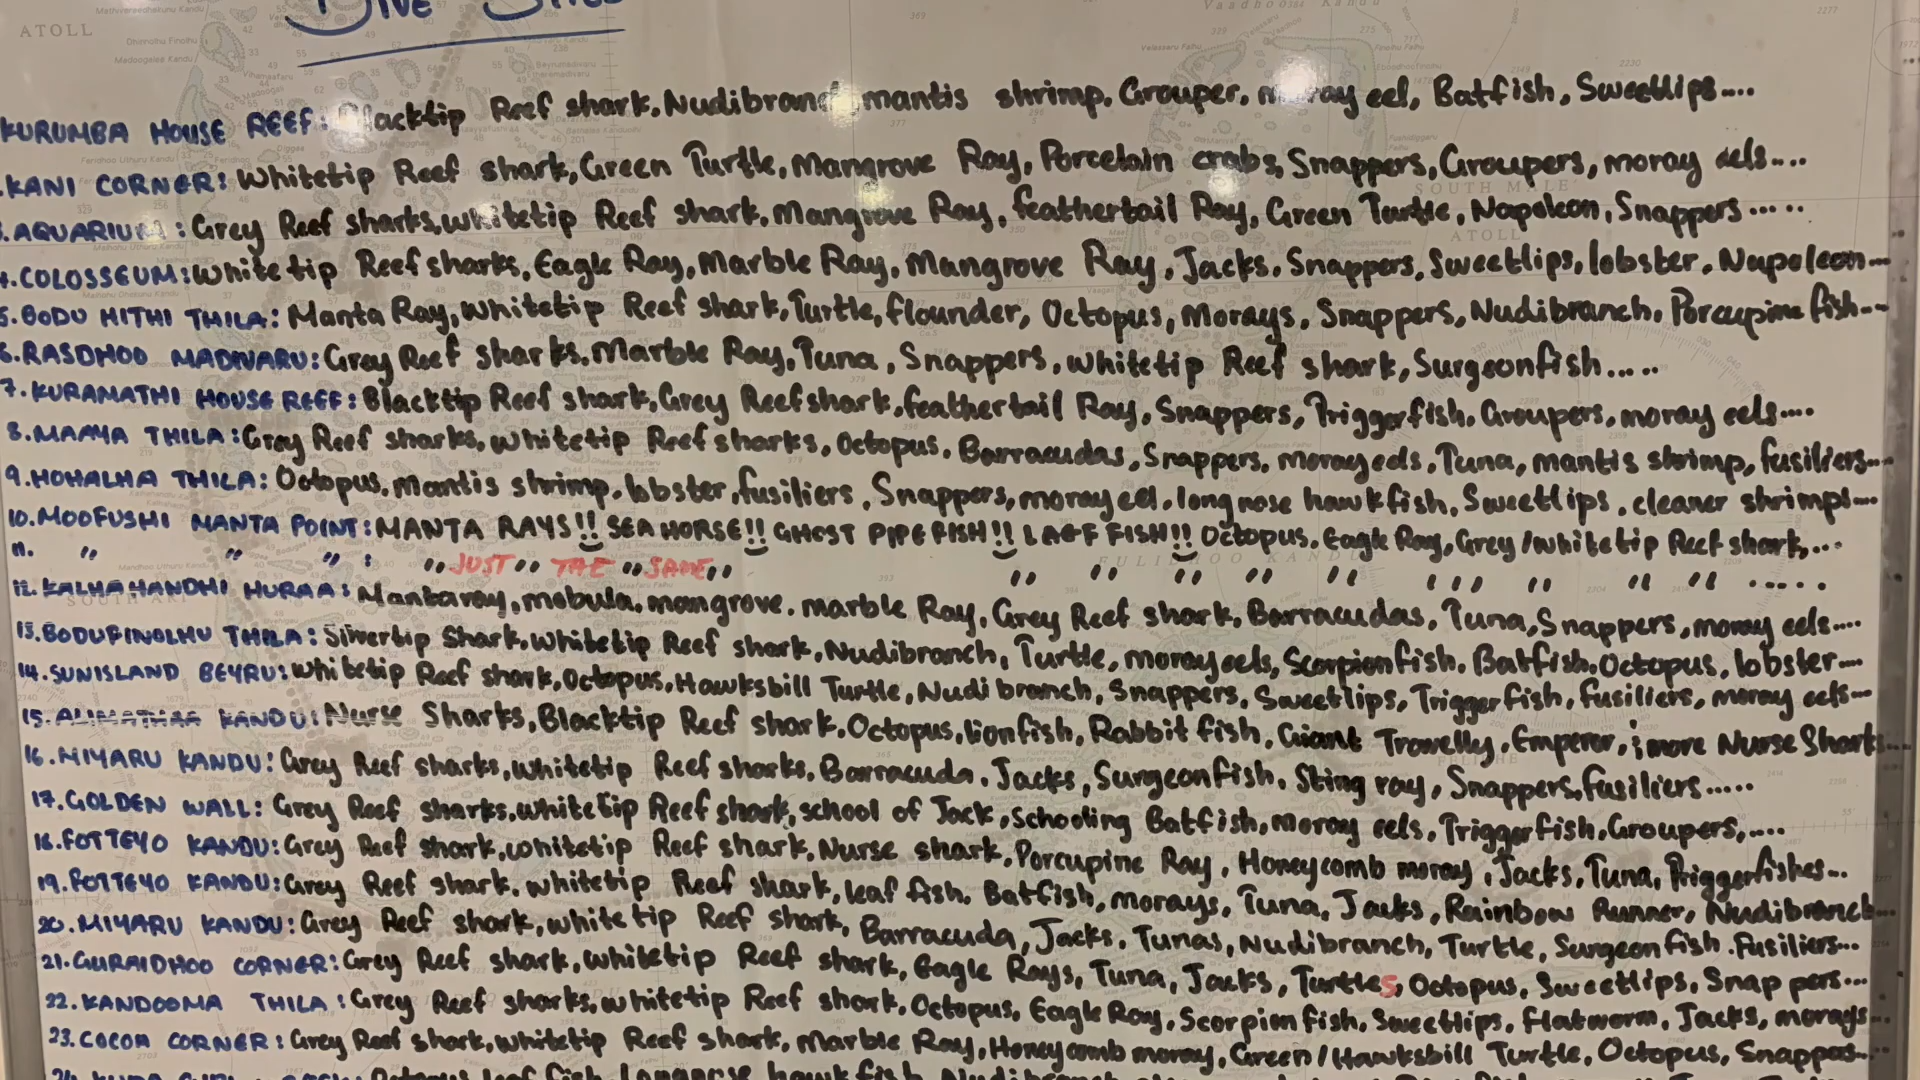 DIVE SITES
KURUMBA HOUSE REEF: Blacktip Reef shark, Nudibranch, mantis shrimp, Grouper, moray eel, Batfish, Sweetlips....
.KANI CORNER: Whitetip Reef shark, Green Turtle, Mangrove Ray, Porcelain crabs, Snappers, Groupers, moray eels....
3.AQUARIUM: Grey Reef sharks, whitetip Reef shark, Mangrove Ray, feathertail Ray, Green Turtle, Napoleon, Snappers.....
4.COLOSSEUM: White tip Reef sharks, Eagle Ray, Marble Ray, Mangrove Ray, Jacks, Snappers, Sweetlips, lobster, Napoleon...
5.BODU HITHI THILA: Manta Ray, Whitetip Reef shark, Turtle, flounder, Octopus, Morays, Snappers, Nudibranch, Porcupine fish...
6.RASDHOO MADIVARU: Grey Reef sharks, Marble Ray, Tuna, Snappers, whitetip Reef shark, Surgeonfish.....
7.KURAMATHI HOUSE REEF: Blacktip Reef shark, Grey Reef shark, feathertail Ray, Snappers, Triggerfish, Groupers, moray eels....
8.MAAYA THILA: Grey Reef sharks, whitetip Reef sharks, Octopus, Barracudas, Snappers, moray eels, Tuna, mantis shrimp, fusiliers...
9.HOHALHA THILA: Octopus, mantis shrimp, lobster, fusiliers, Snappers, moray eel, long nose hawkfish, Sweetlips, cleaner shrimps...
10.MOOFUSHI MANTA POINT: MANTA RAYS!! SEA HORSE!! GHOST PIPE FISH!! LAEF FISH!! Octopus, Eagle Ray, Grey/whitetip Reef shark,...
11. " " " : " JUST " THE " SAME " " " " " " " " " " .....
12.KALHAHANDHI HURAA: Mantaray, mobula, mangrove, marble Ray, Grey Reef shark, Barracudas, Tuna, Snappers, moray eels....
13.BODUFINOLHU THILA: Silvertip Shark, whitetip Reef shark, Nudibranch, Turtle, moray eels, Scorpionfish, Batfish, Octopus, lobster...
14.SUNISLAND BEYRU: Whitetip Reef shark, Octopus, Hawksbill Turtle, Nudibranch, Snappers, Sweetlips, Triggerfish, fusiliers, moray eels...
15.ALIMATHAA KANDU: Nurse Sharks, Blacktip Reef shark, Octopus, lionfish, Rabbit fish, Giant Trowelly, Emperor, & more Nurse Sharks...
16.MIYARU KANDU: Grey Reef sharks, whitetip Reef sharks, Barracuda, Jacks, Surgeonfish, Sting ray, Snappers, fusiliers.....
17.GOLDEN WALL: Grey Reef sharks, whitetip Reef shark, school of Jack, Schooling Batfish, moray eels, Triggerfish, Groupers,....
18.FOTTEYO KANDU: Grey Reef shark, whitetip Reef shark, Nurse shark, Porcupine Ray, Honeycomb moray, Jacks, Tuna, Triggerfishes...
19.FOTTEYO KANDU: Grey Reef shark, whitetip Reef shark, leaf fish, Batfish, morays, Tuna, Jacks, Rainbow Runner, Nudibranch...
20.MIYARU KANDU: Grey Reef shark, white tip Reef shark, Barracuda, Jacks, Tunas, Nudibranch, Turtle, Surgeon fish, Fusiliers...
21.GURAIDHOO CORNER: Grey Reef shark, whitetip Reef shark, Eagle Rays, Tuna, Jacks, Turtles, Octopus, Sweetlips, Snappers...
22.KANDOOMA THILA: Grey Reef sharks, whitetip Reef shark, Octopus, Eagle Ray, Scorpion fish, Sweetlips, flatworm, Jacks, morays...
23.COCOA CORNER: Grey Reef shark, whitetip Reef shark, Marble Ray, Honeycomb moray, Green/Hawksbill Turtle, Octopus, Snappers...
Octopus, leaf fish, Longnose hawkfish, Nudibranch